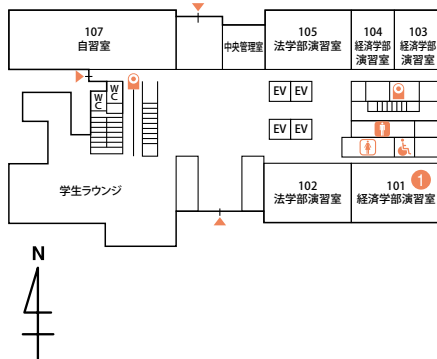 107
自習室
中央管理室
105
法学部演習室
104
経済学部
演習室
103
経済学部
演習室
WC
WC
EV EV
EV EV
学生ラウンジ
102
法学部演習室
101
経済学部演習室
1
N